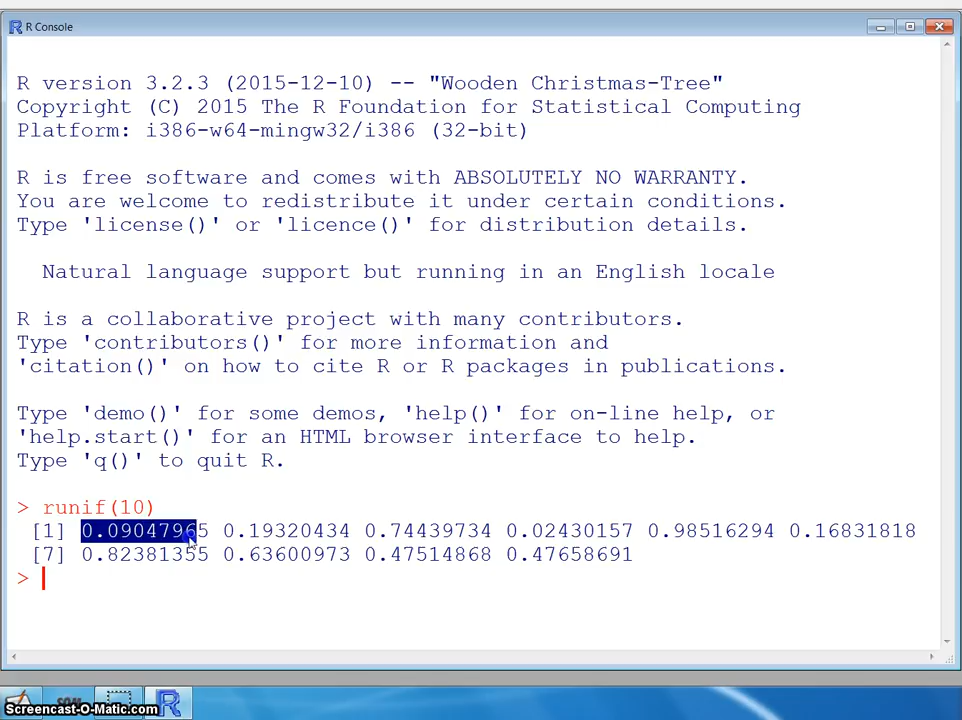 R Console
R version 3.2.3 (2015-12-10) -- "Wooden Christmas-Tree"
Copyright (C) 2015 The R Foundation for Statistical Computing
Platform: i386-w64-mingw32/i386 (32-bit)
R is free software and comes with ABSOLUTELY NO WARRANTY.
You are welcome to redistribute it under certain conditions.
Type 'license()' or 'licence()' for distribution details.
Natural language support but running in an English locale
R is a collaborative project with many contributors.
Type 'contributors()' for more information and
'citation()' on how to cite R or R packages in publications.
Type 'demo()' for some demos, 'help()' for on-line help, or
'help.start()' for an HTML browser interface to help.
Type 'q()' to quit R.
> runif(10)
[1] 0.09047965 0.19320434 0.74439734 0.02430157 0.98516294 0.16831818
[7] 0.82381355 0.63600973 0.47514868 0.47658691
>
Screencast-O-Matic.com